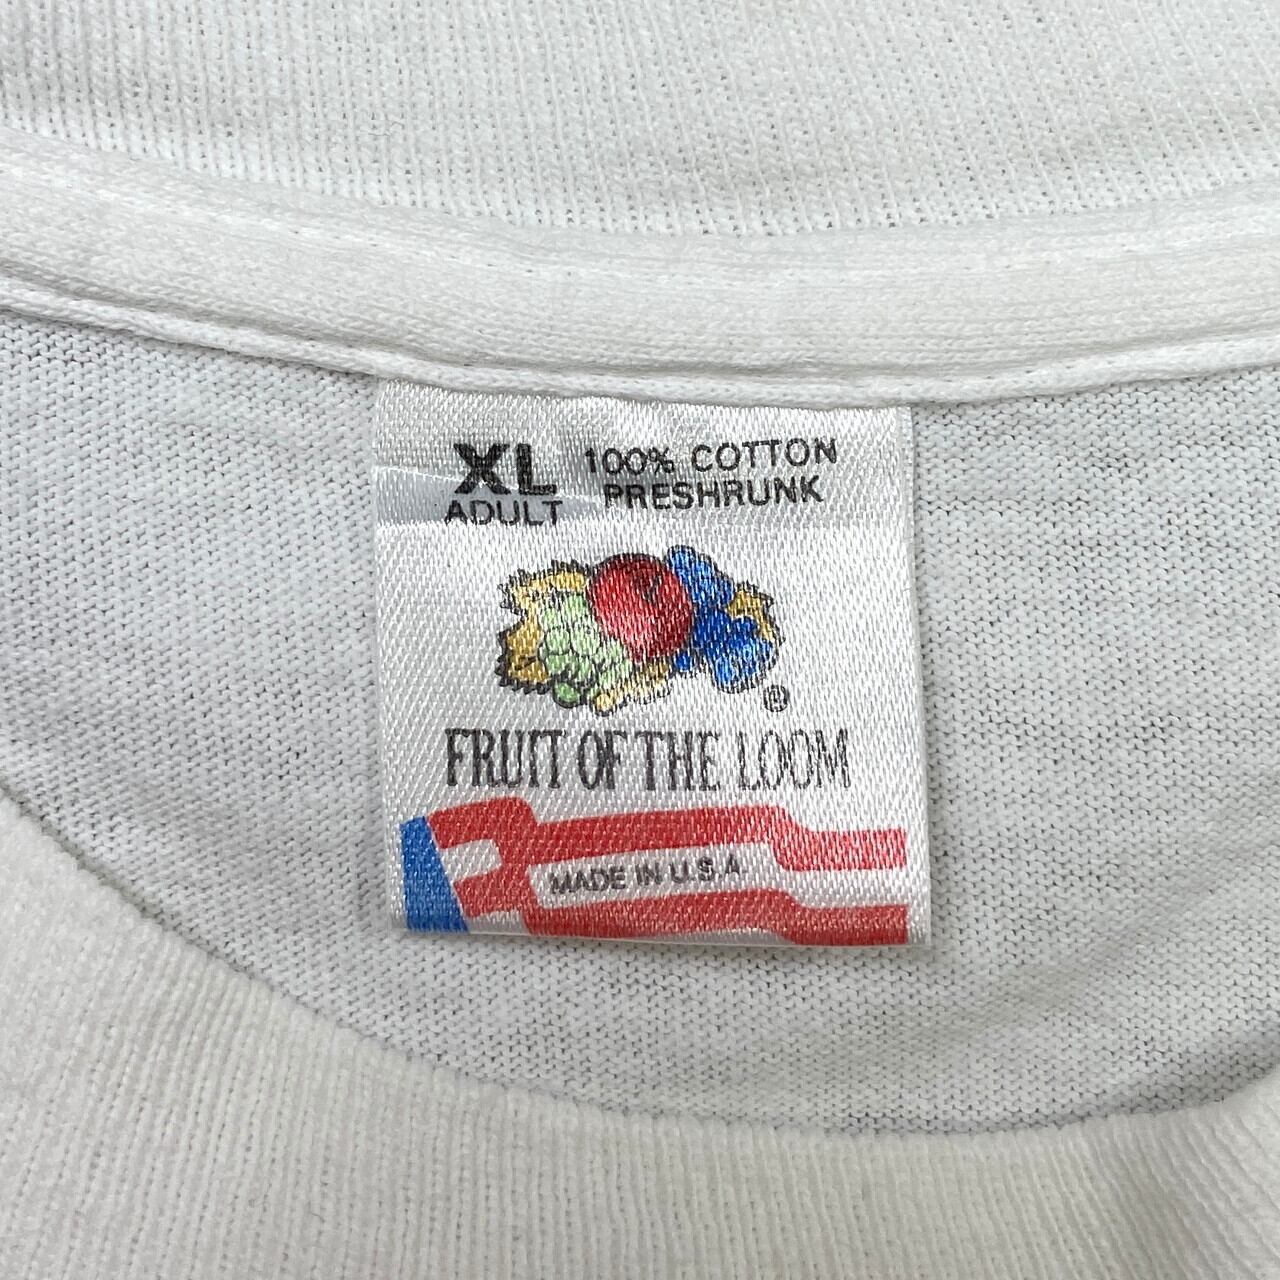 XL 100% COTTON
ADULT PRESHRUNK
®
FRUIT OF THE LOOM
MADE IN U.S.A.